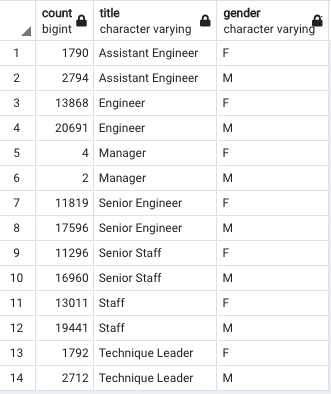 count title gender
bigint character varying character varying
1 1790 Assistant Engineer F
2 2794 Assistant Engineer M
3 13868 Engineer F
4 20691 Engineer M
5 4 Manager F
6 2 Manager M
7 11819 Senior Engineer F
8 17596 Senior Engineer M
9 11296 Senior Staff F
10 16960 Senior Staff M
11 13011 Staff F
12 19441 Staff M
13 1792 Technique Leader F
14 2712 Technique Leader M